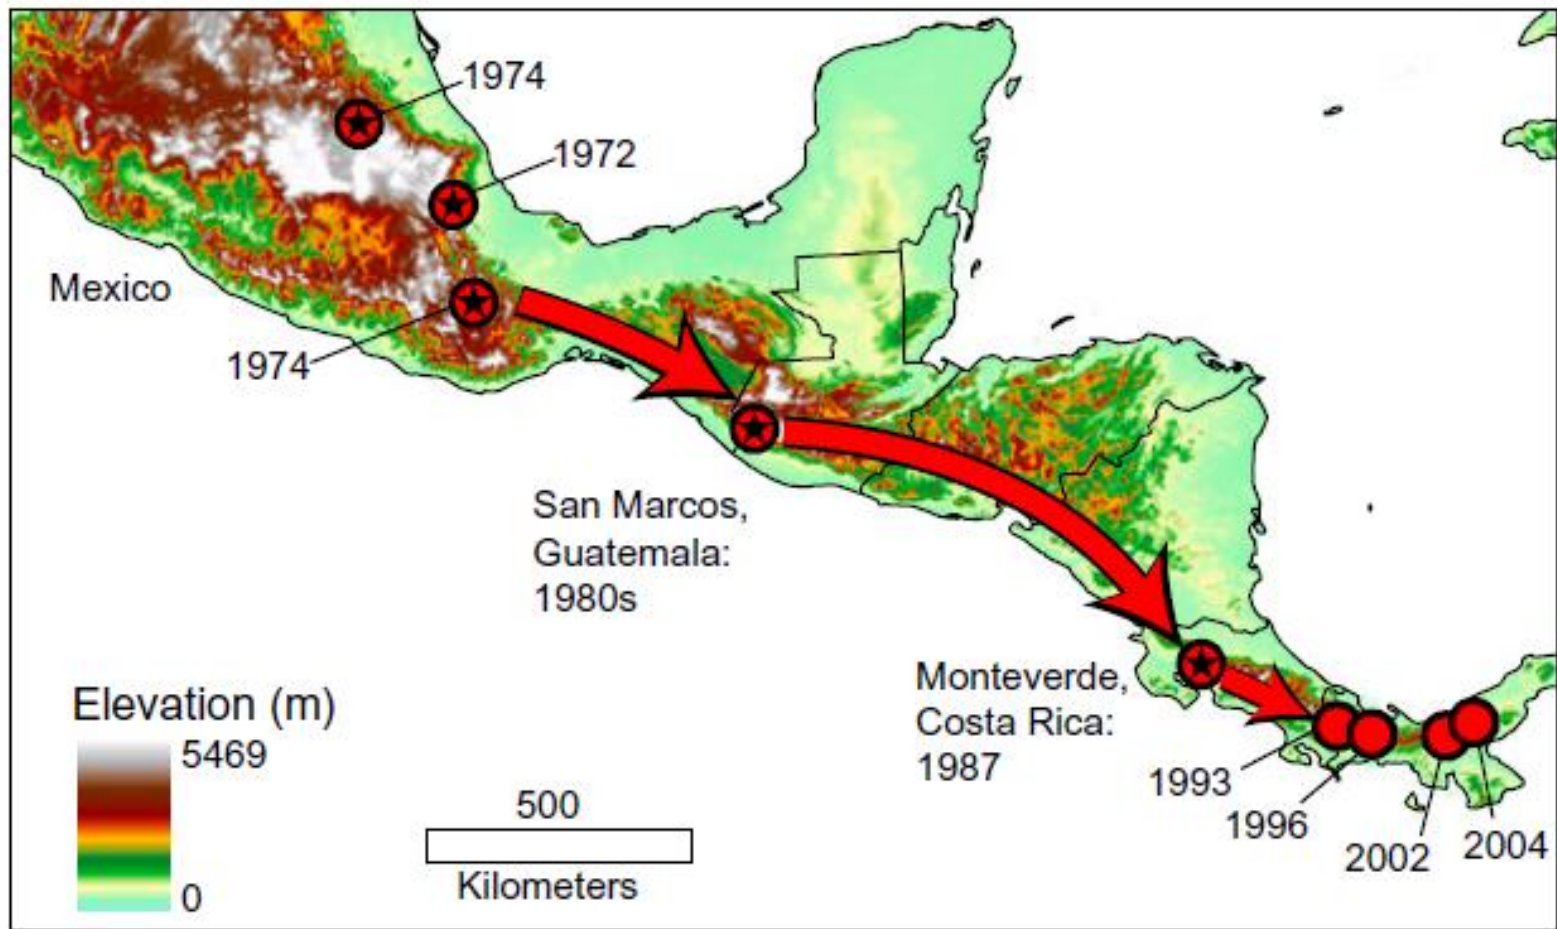 1974
1972
Mexico
1974
San Marcos,
Guatemala:
1980s
Monteverde,
Costa Rica:
1987
1993
1996
2002
2004
Elevation (m)
5469
0
500
Kilometers